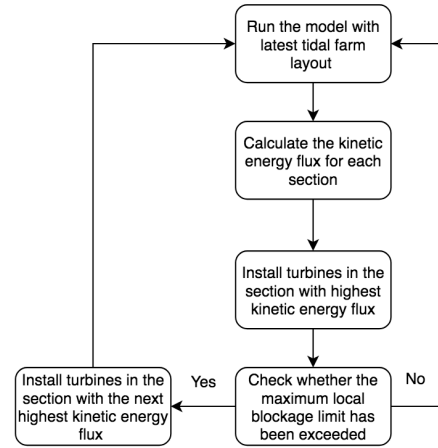 Run the model with
latest tidal farm
layout
Calculate the kinetic
energy flux for each
section
Install turbines in the
section with highest
kinetic energy flux
Check whether the
maximum local
blockage limit has
been exceeded
Yes
No
Install turbines in the
section with the next
highest kinetic energy
flux